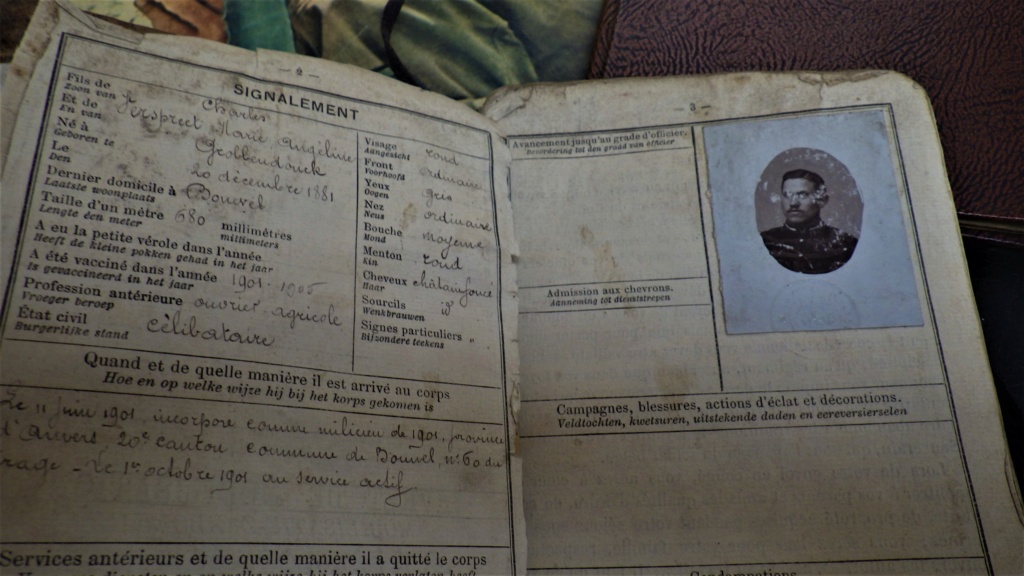 — 2 —
SIGNALEMENT
Fils de Charles
Zoon van
Et de Marie Angéline
En van
Né à Grobbendonck
Geboren te
Le 20 décembre 1881
Den
Dernier domicile à Bouwel
Laatste woonplaats
Taille d'un mètre 680 millimètres
Lengte één meter millimeters
A eu la petite vérole dans l'année
Heeft de kleine pokken gehad in het jaar
A été vacciné dans l'année 1901 - 1905
Is gevaccineerd in het jaar
Profession antérieure ouvrier agricole
Vroeger beroep
État civil célibataire
Burgerlijke stand
Visage rond
Aangezicht
Front ordinaire
Voorhoofd
Yeux gris
Oogen
Nez ordinaire
Neus
Bouche moyenne
Mond
Menton rond
Kin
Cheveux châtain foncé
Haar
Sourcils id
Wenkbrauwen
Signes particuliers "
Bijzondere teekens
Quand et de quelle manière il est arrivé au corps
Hoe en op welke wijze hij bij het korps gekomen is
Le 11 juin 1901, incorporé comme milicien de 1901, province
d'Anvers, 20e canton commune de Bouwel, n° 60 du
tirage - Le 1er octobre 1901 au service actif
Services antérieurs et de quelle manière il a quitté le corps
— 3 —
Avancement jusqu'au grade d'officier.
Bevordering tot den graad van officier
Admission aux chevrons.
Aanneming tot dienststrepen
Campagnes, blessures, actions d'éclat et décorations.
Veldtochten, kwetsuren, uitstekende daden en eereversierselen
Condamnations